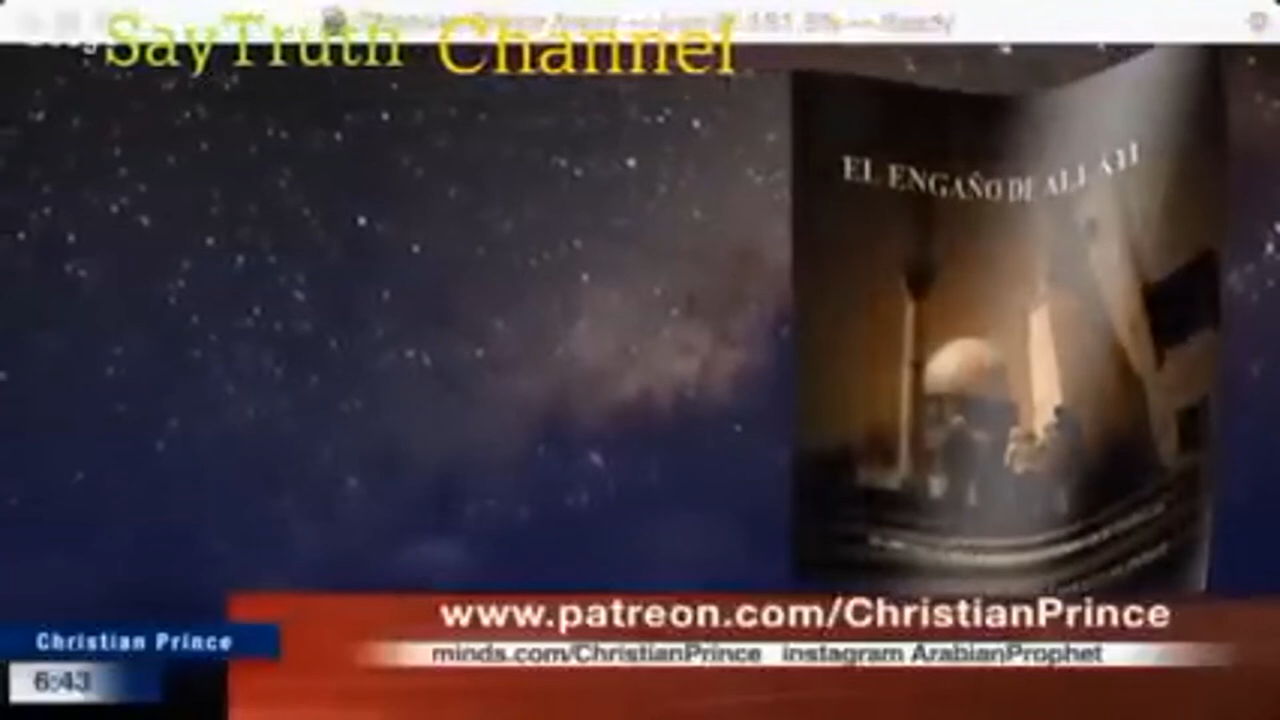 SayTruth Channel
EL ENGAÑO DE ALLAH
www.patreon.com/ChristianPrince
Christian Prince
minds.com/ChristianPrince instagram ArabianProphet
6:43